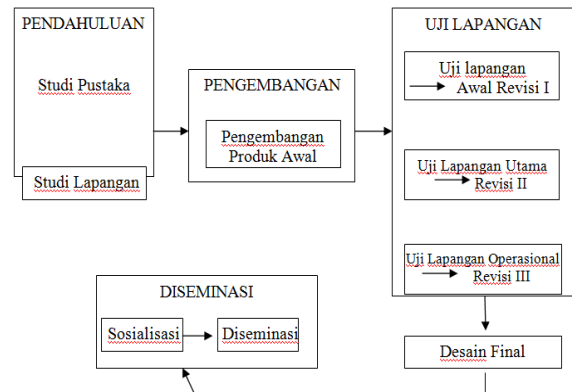 PENDAHULUAN
Studi Pustaka
Studi Lapangan
PENGEMBANGAN
Pengembangan
Produk Awal
UJI LAPANGAN
Uji lapangan
Awal Revisi I
Uji Lapangan Utama
Revisi II
Uji Lapangan Operasional
Revisi III
Desain Final
DISEMINASI
Sosialisasi
Diseminasi